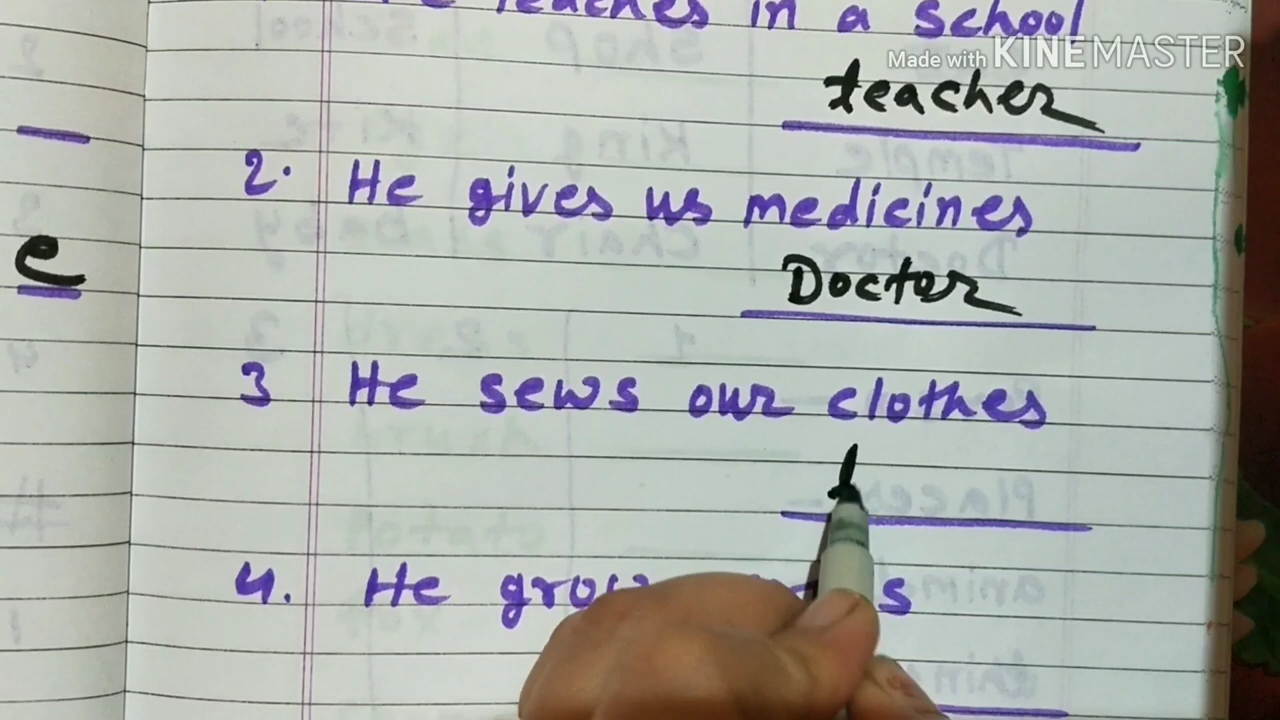 teaches in a school
Made with KINEMASTER
teacher
2. He gives us medicines
e
Doctor
3 He sews our clothes
4. He s